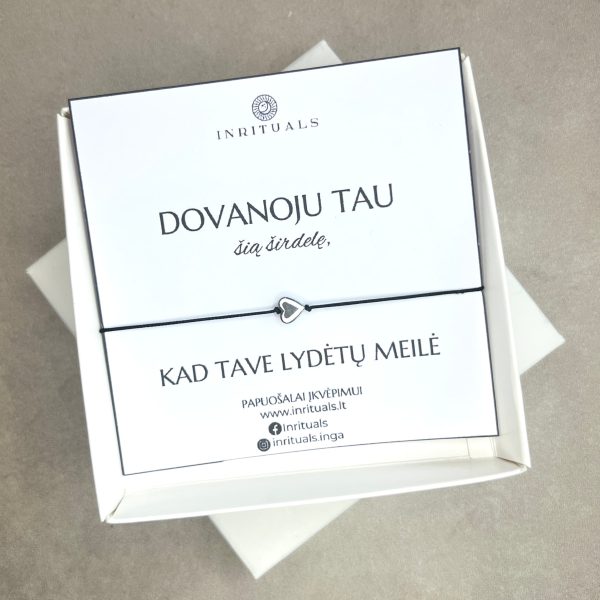 INRITUALS
DOVANOJU TAU
šią širdelę,
KAD TAVE LYDĖTŲ MEILĖ
PAPUOŠALAI ĮKVĖPIMUI
www.inrituals.lt
Inrituals
inrituals.inga